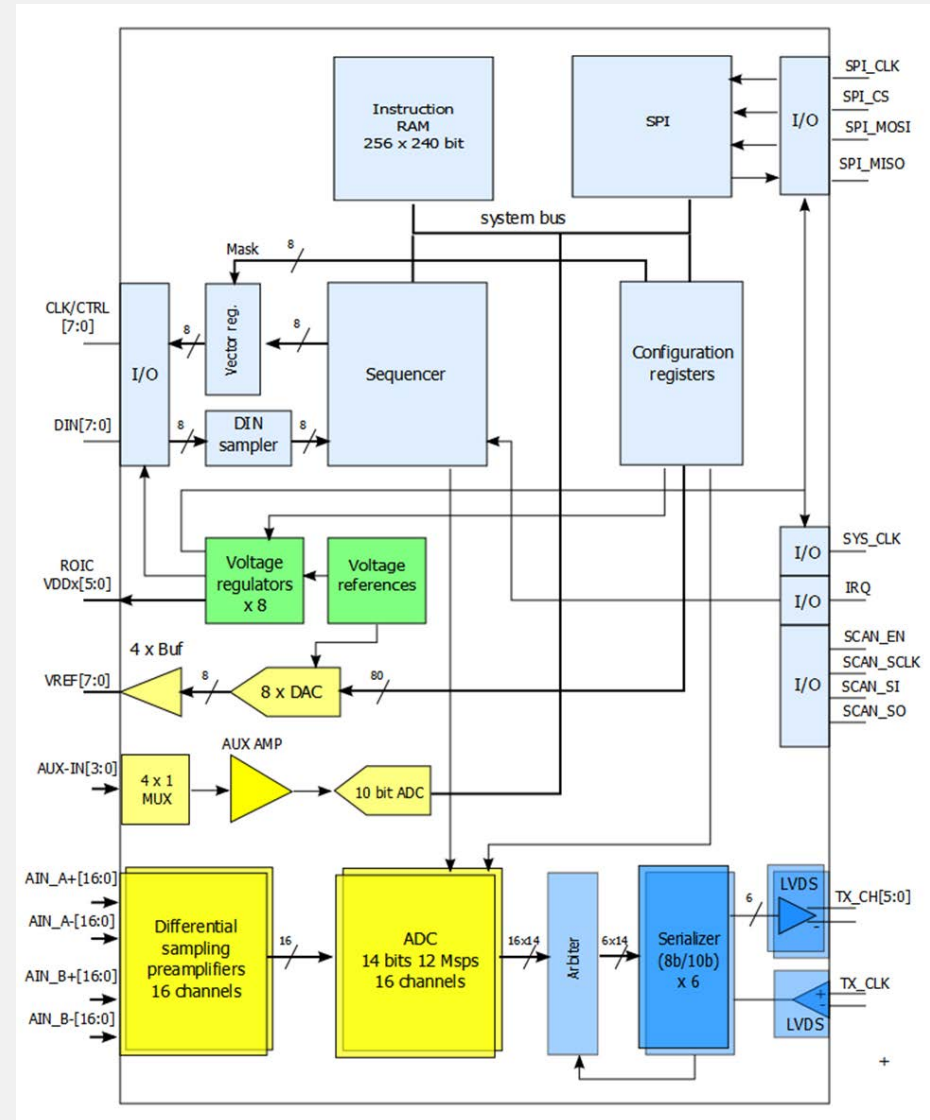 Instruction
RAM
256 x 240 bit
SPI
I/O
SPI_CLK
SPI_CS
SPI_MOSI
SPI_MISO
system bus
Mask
8
CLK/CTRL
[7:0]
I/O
8
Vector reg.
8
Sequencer
Configuration
registers
DIN[7:0]
8
DIN
sampler
8
ROIC
VDDx[5:0]
Voltage
regulators
x 8
Voltage
references
I/O
SYS_CLK
I/O
IRQ
I/O
SCAN_EN
SCAN_SCLK
SCAN_SI
SCAN_SO
4 x Buf
VREF[7:0]
8
8 x DAC
80
AUX-IN[3:0]
4 x 1
MUX
AUX AMP
10 bit ADC
AIN_A+[16:0]
AIN_A-[16:0]
AIN_B+[16:0]
AIN_B-[16:0]
Differential
sampling
preamplifiers
16 channels
16
ADC
14 bits 12 Msps
16 channels
16x14
Arbiter
6x14
Serializer
(8b/10b)
x 6
6
LVDS
-
TX_CH[5:0]
TX_CLK
+
-
LVDS
+